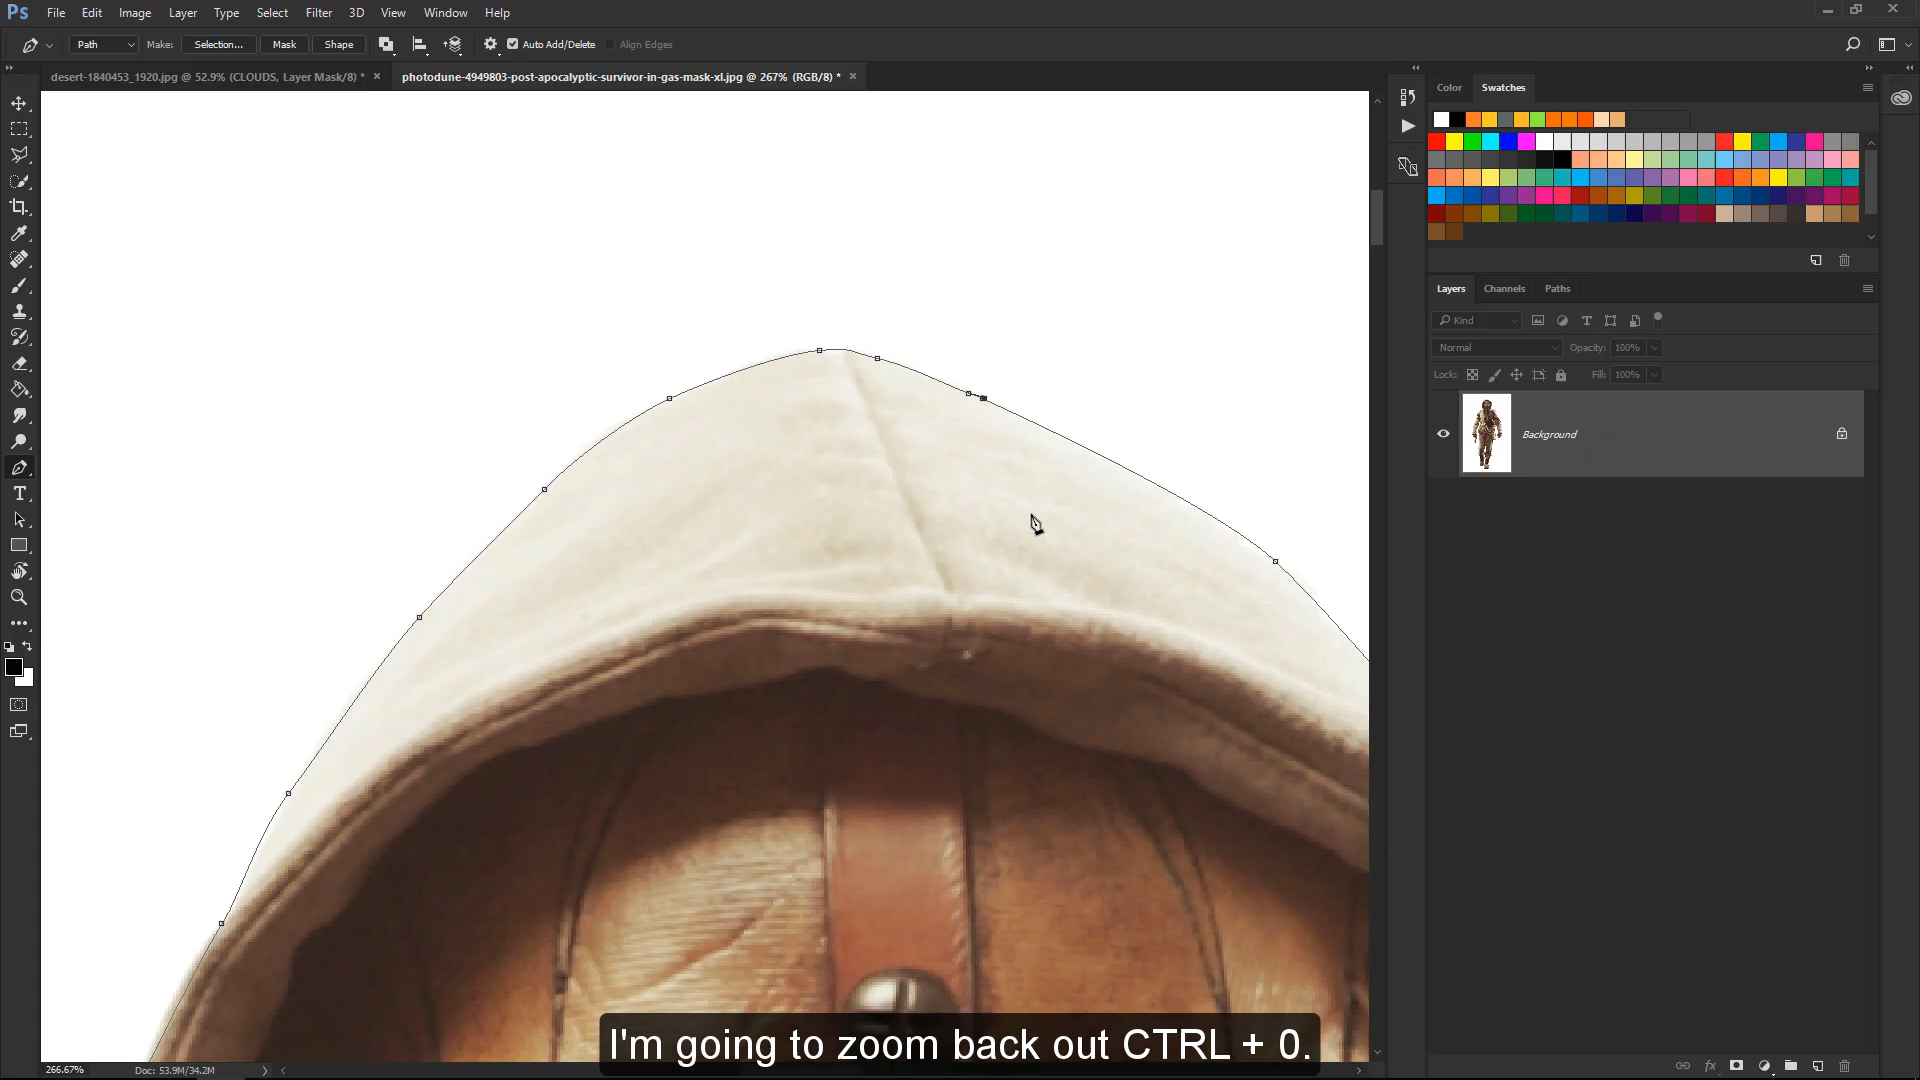 Ps File Edit Image Layer Type Select Filter 3D View Window Help
Path Make: Selection... Mask Shape Auto Add/Delete Align Edges
desert-1840453_1920.jpg @ 52.9% (CLOUDS, Layer Mask/8) * × photodune-4949803-post-apocalyptic-survivor-in-gas-mask-xl.jpg @ 267% (RGB/8) * ×
Color Swatches
Layers Channels Paths
Kind
Normal Opacity: 100%
Lock: Fill: 100%
Background
I'm going to zoom back out CTRL + 0.
266.67% Doc: 53.9M/34.2M